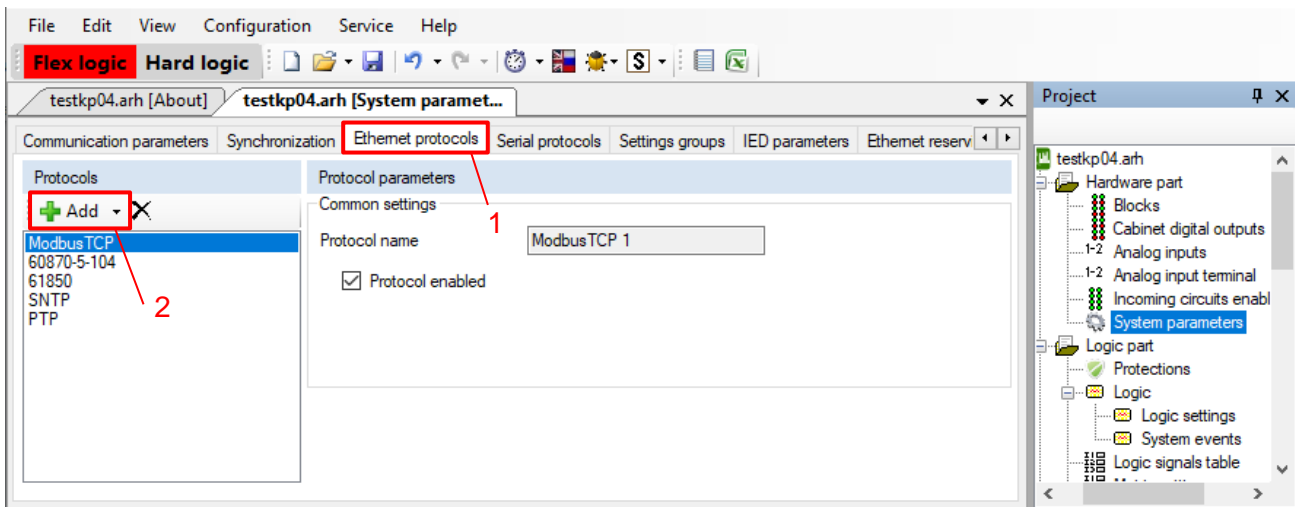 File Edit View Configuration Service Help
Flex logic Hard logic S
testkp04.arh [About] testkp04.arh [System paramet...
Communication parameters Synchronization Ethernet protocols Serial protocols Settings groups IED parameters Ethernet reserv
Protocols
Add
ModbusTCP
60870-5-104
61850
SNTP
PTP
2
Protocol parameters
Common settings
1
Protocol name ModbusTCP 1
Protocol enabled
Project
testkp04.arh
Hardware part
Blocks
Cabinet digital outputs
1-2 Analog inputs
1-2 Analog input terminal
Incoming circuits enabl
System parameters
Logic part
Protections
Logic
Logic settings
System events
Logic signals table